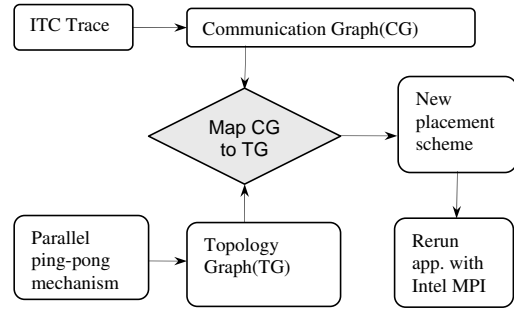 ITC Trace
Communication Graph(CG)
Map CG
to TG
New
placement
scheme
Parallel
ping-pong
mechanism
Topology
Graph(TG)
Rerun
app. with
Intel MPI